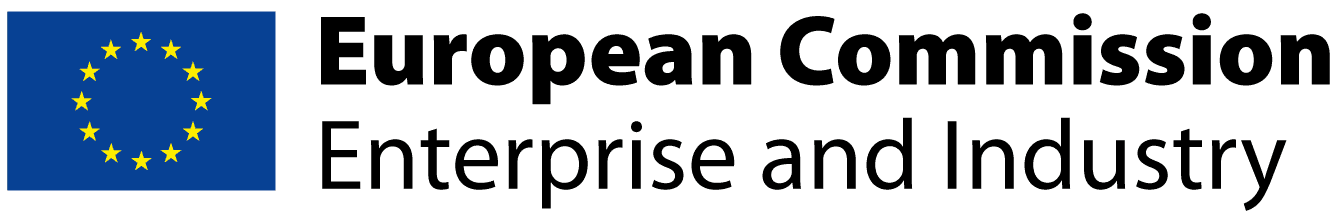 European Commission
Enterprise and Industry